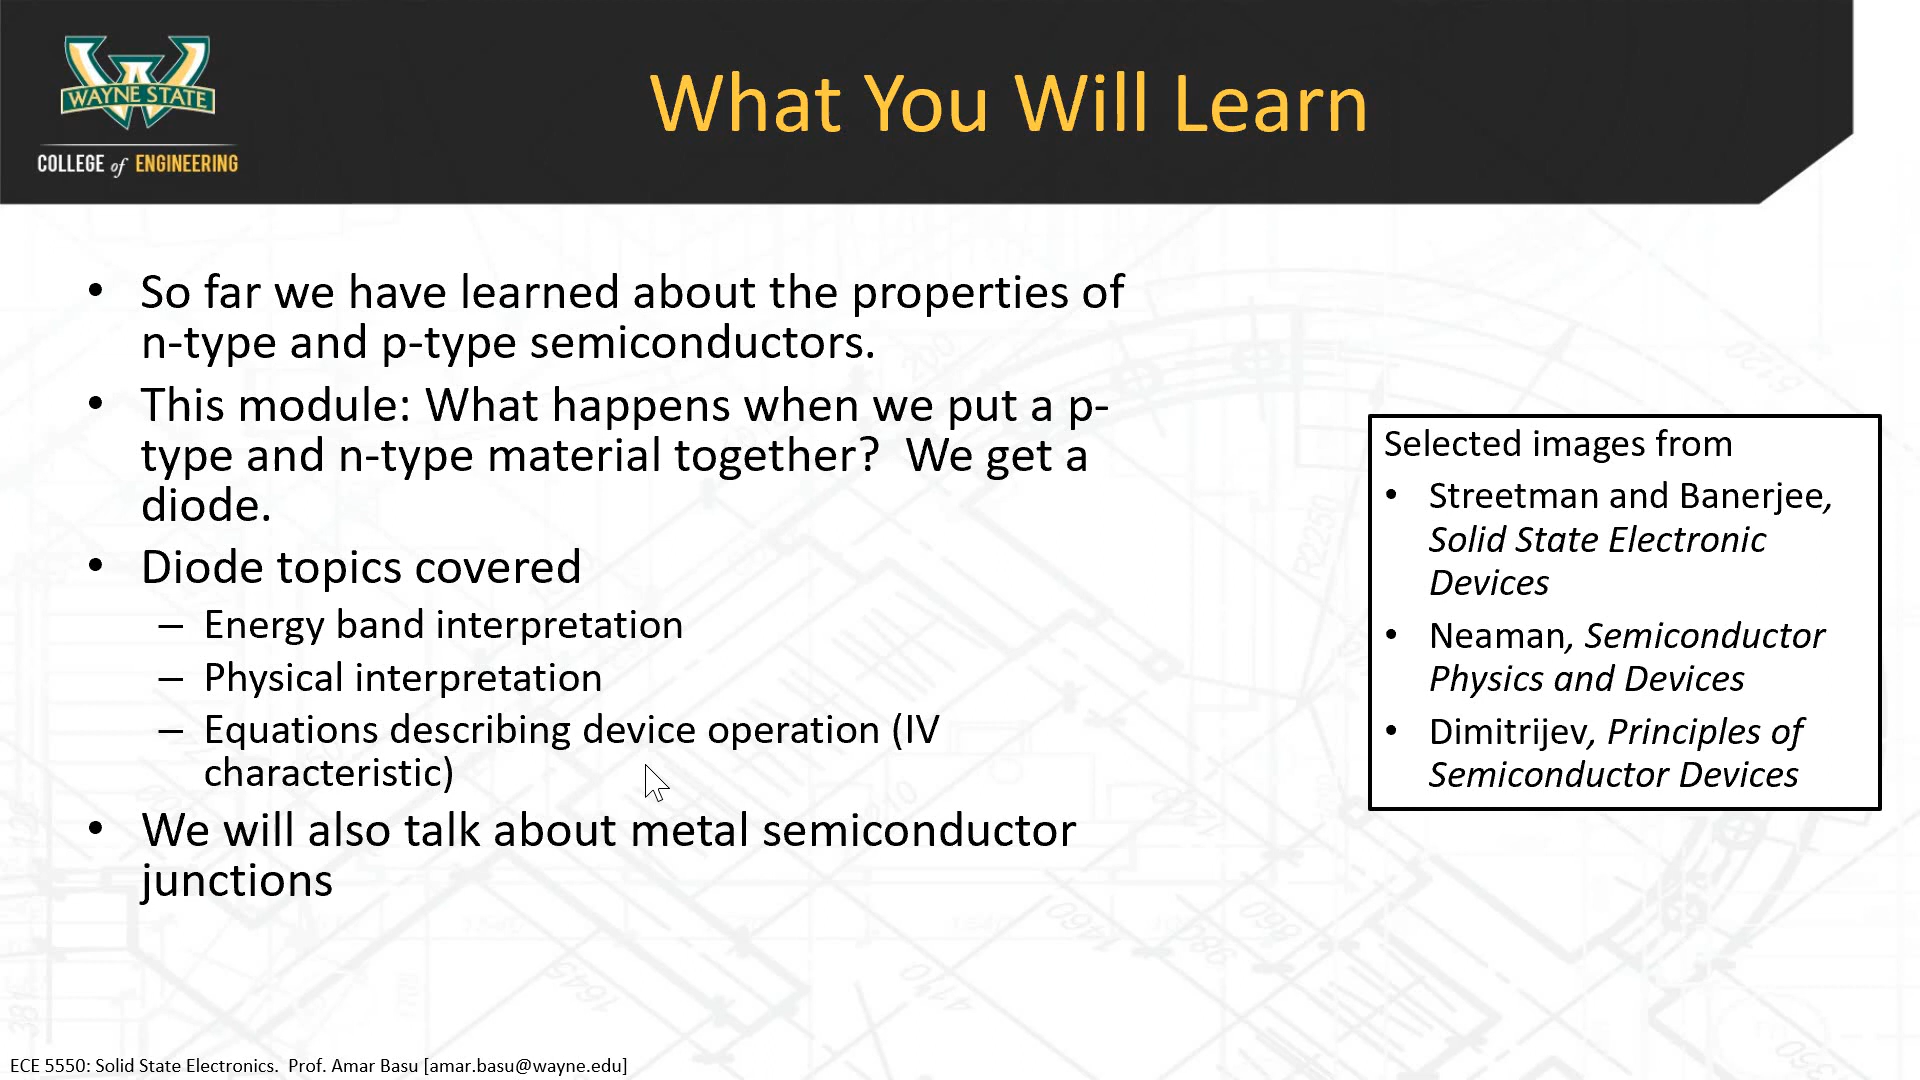 WAYNE STATE
COLLEGE of ENGINEERING
What You Will Learn
• So far we have learned about the properties of
n-type and p-type semiconductors.
• This module: What happens when we put a p-
type and n-type material together?  We get a
diode.
• Diode topics covered
– Energy band interpretation
– Physical interpretation
– Equations describing device operation (IV
characteristic)
• We will also talk about metal semiconductor
junctions
Selected images from
• Streetman and Banerjee,
Solid State Electronic
Devices
• Neaman, Semiconductor
Physics and Devices
• Dimitrijev, Principles of
Semiconductor Devices
ECE 5550: Solid State Electronics.  Prof. Amar Basu [amar.basu@wayne.edu]